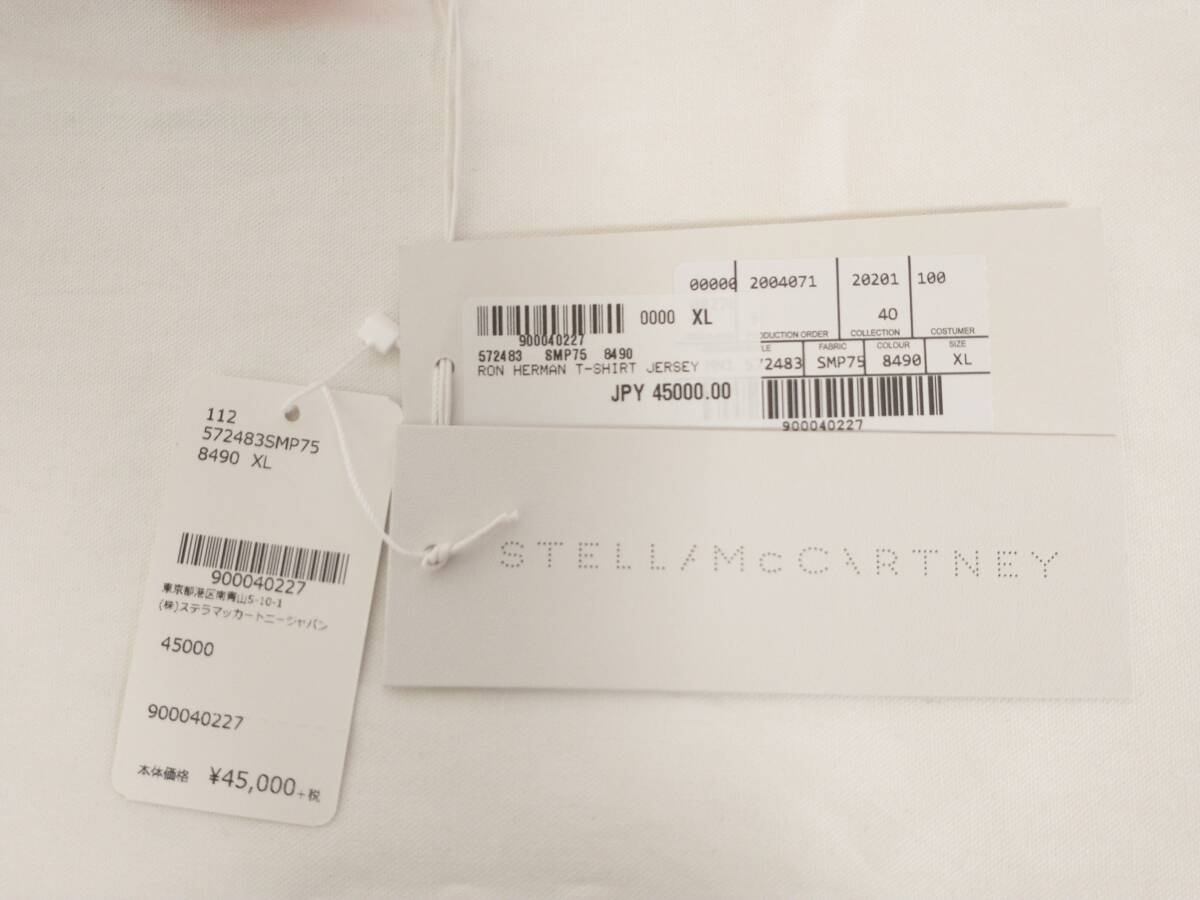 112
572483SMP75
8490 XL
900040227
東京都港区南青山5-10-1
(株)ステラマッカートニージャパン
45000
900040227
本体価格 ¥45,000+税
0000 XL
900040227
572483 SMP75 8490
RON HERMAN T-SHIRT JERSEY
JPY 45000.00
00000 2004071 20201 100
40
DUCTION ORDER COLLECTION COSTUMER
LE FABRIC COLOUR SIZE
72483 SMP75 8490 XL
900040227
STELLA McCARTNEY